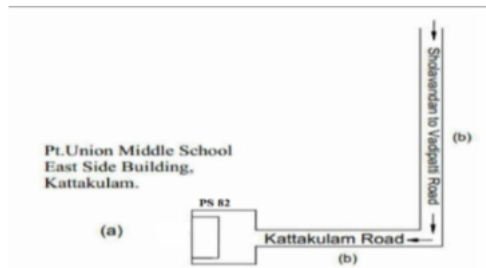 Sholavandan to Vadipatti Road
(b)
Pt.Union Middle School
East Side Building,
Kattakulam.
PS 82
(a)
Kattakulam Road
(b)